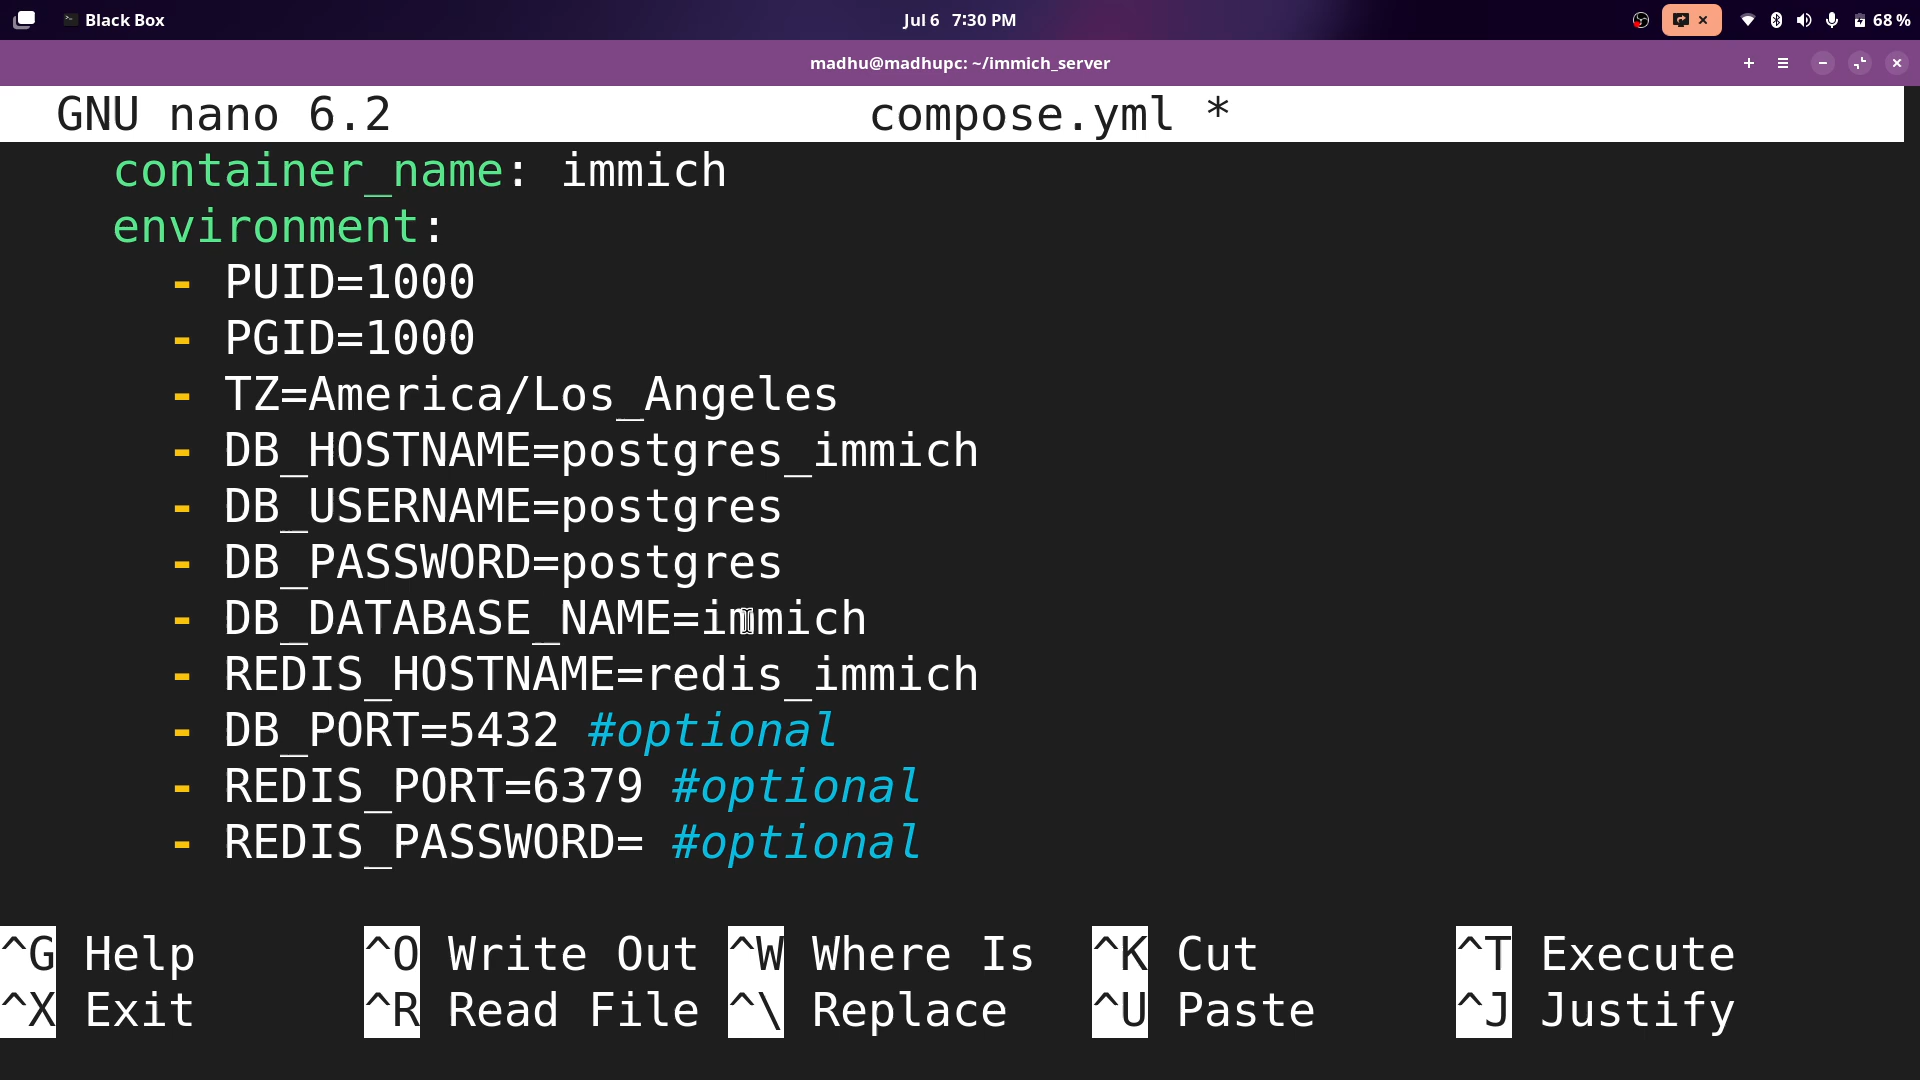 Black Box
Jul 6 7:30 PM
68 %
madhu@madhupc: ~/immich_server
GNU nano 6.2 compose.yml *
container_name: immich
environment:
- PUID=1000
- PGID=1000
- TZ=America/Los_Angeles
- DB_HOSTNAME=postgres_immich
- DB_USERNAME=postgres
- DB_PASSWORD=postgres
- DB_DATABASE_NAME=immich
- REDIS_HOSTNAME=redis_immich
- DB_PORT=5432 #optional
- REDIS_PORT=6379 #optional
- REDIS_PASSWORD= #optional
^G Help ^O Write Out ^W Where Is ^K Cut ^T Execute
^X Exit ^R Read File ^\ Replace ^U Paste ^J Justify